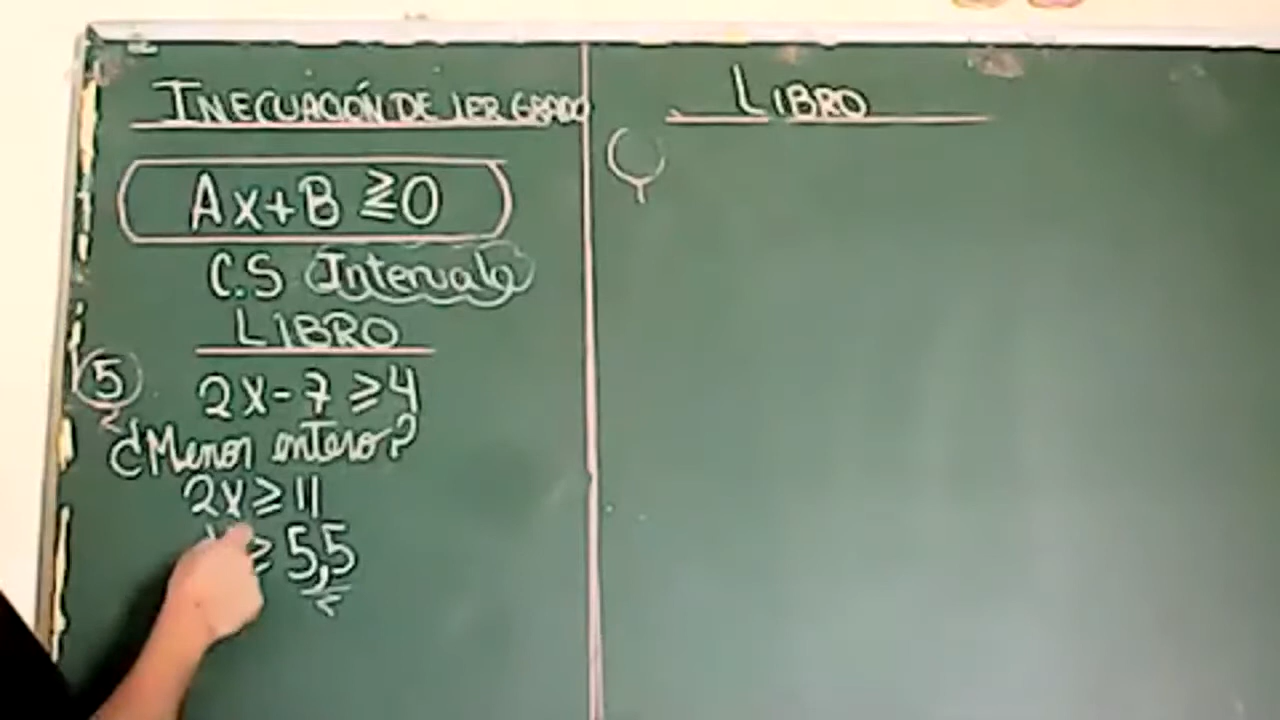 INECUACIÓN DE 1ER GRADO
Ax+B ⪌ 0
C.S Intervalo
LIBRO
5
2x-7 ≥ 4
¿Menor entero?
2x ≥ 11
≥ 5,5
LIBRO